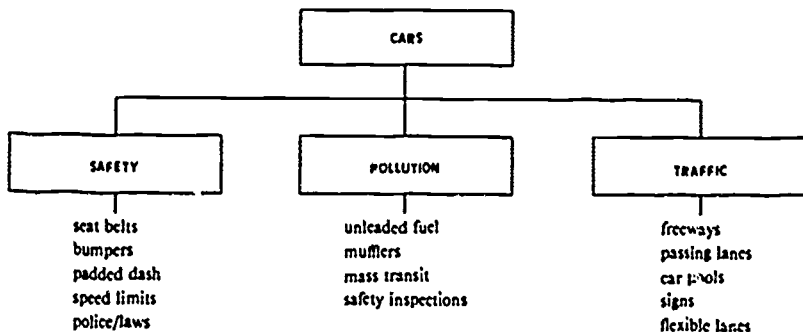 CARS
SAFETY
POLLUTION
TRAFFIC
seat belts
bumpers
padded dash
speed limits
police/laws
unleaded fuel
mufflers
mass transit
safety inspections
freeways
passing lanes
car pools
signs
flexible lanes